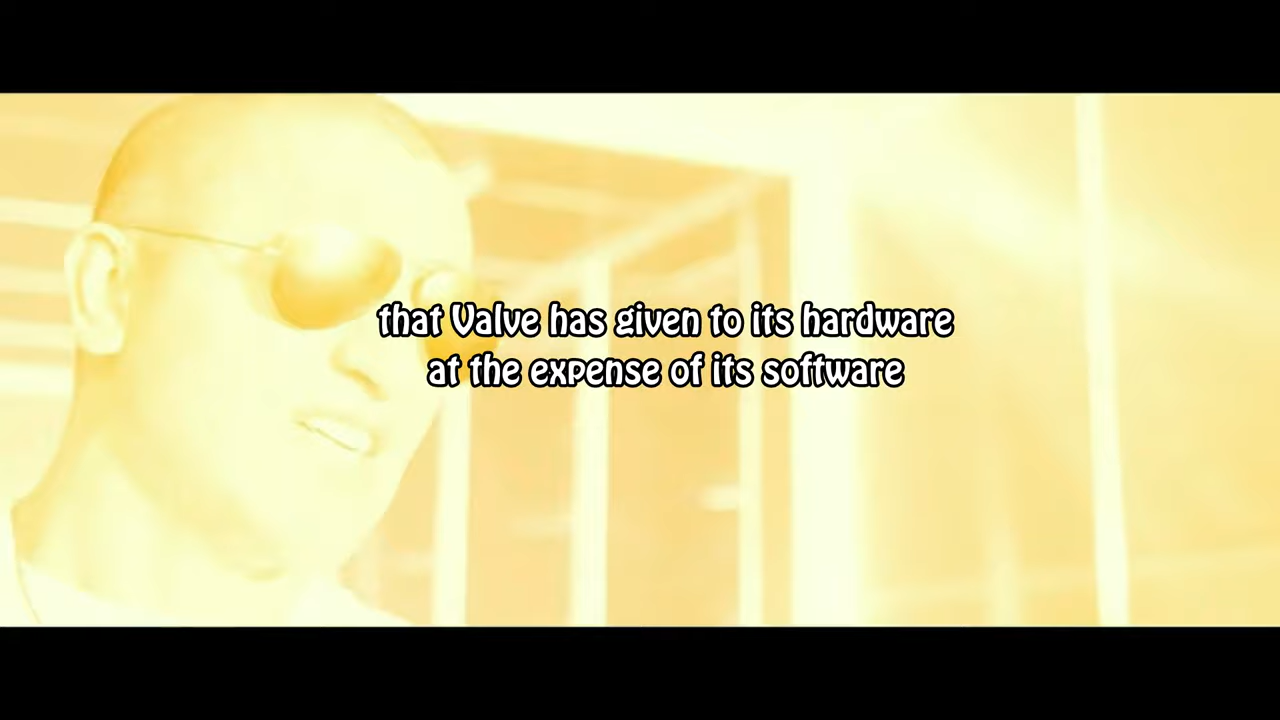 that Valve has given to its hardware
at the expense of its software